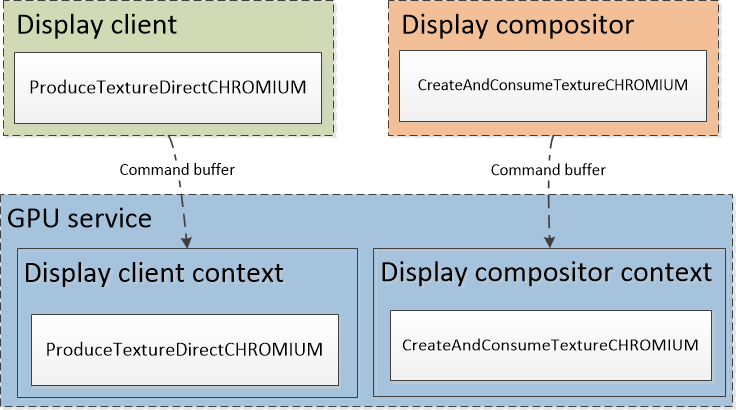 Display client
Display compositor
ProduceTextureDirectCHROMIUM
CreateAndConsumeTextureCHROMIUM
Command buffer
Command buffer
GPU service
Display client context
Display compositor context
ProduceTextureDirectCHROMIUM
CreateAndConsumeTextureCHROMIUM